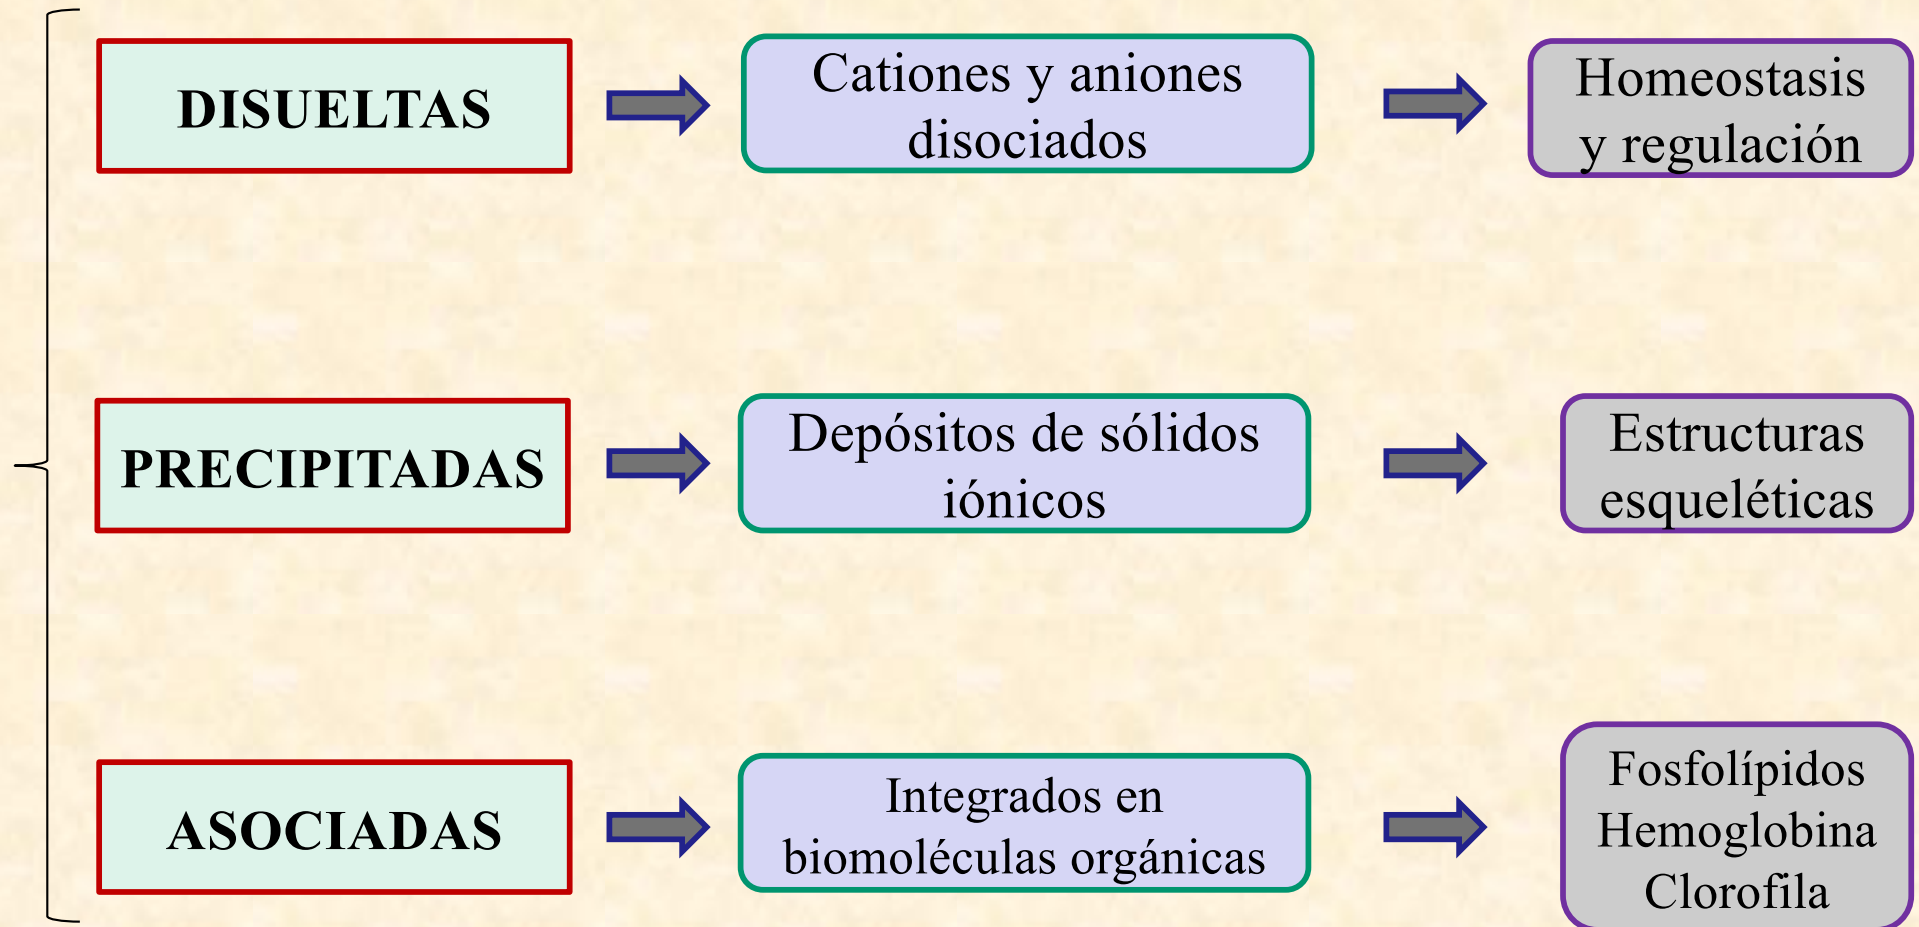 DISUELTAS
Cationes y aniones
disociados
Homeostasis
y regulación
PRECIPITADAS
Depósitos de sólidos
iónicos
Estructuras
esqueléticas
ASOCIADAS
Integrados en
biomoléculas orgánicas
Fosfolípidos
Hemoglobina
Clorofila